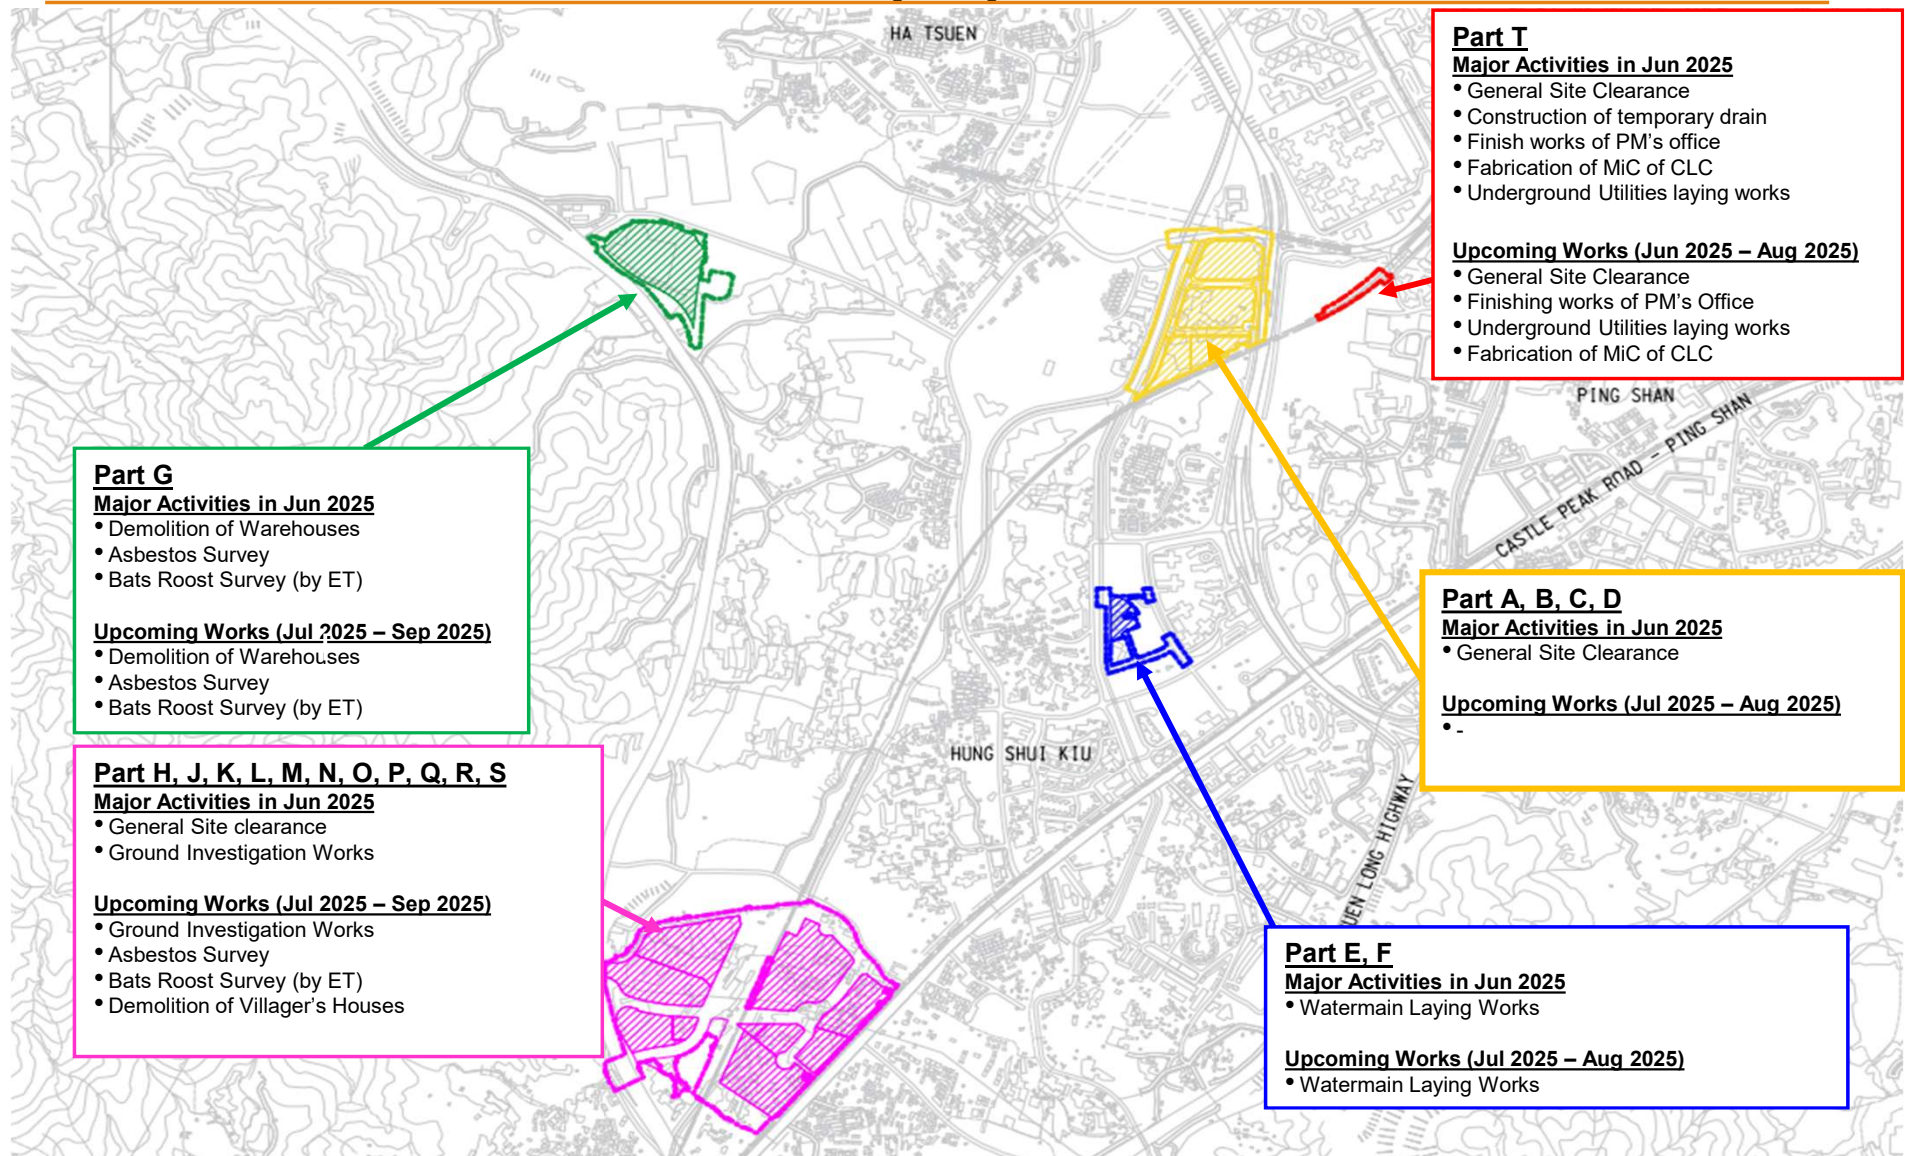 HA TSUEN
Part T
Major Activities in Jun 2025
• General Site Clearance
• Construction of temporary drain
• Finish works of PM's office
• Fabrication of MiC of CLC
• Underground Utilities laying works
Upcoming Works (Jun 2025 – Aug 2025)
• General Site Clearance
• Finishing works of PM's Office
• Underground Utilities laying works
• Fabrication of MiC of CLC
PING SHAN
CASTLE PEAK ROAD - PING SHAN
Part G
Major Activities in Jun 2025
• Demolition of Warehouses
• Asbestos Survey
• Bats Roost Survey (by ET)
Upcoming Works (Jul 2025 – Sep 2025)
• Demolition of Warehouses
• Asbestos Survey
• Bats Roost Survey (by ET)
Part A, B, C, D
Major Activities in Jun 2025
• General Site Clearance
Upcoming Works (Jul 2025 – Aug 2025)
• -
HUNG SHUI KIU
UEN LONG HIGHWAY
Part H, J, K, L, M, N, O, P, Q, R, S
Major Activities in Jun 2025
• General Site clearance
• Ground Investigation Works
Upcoming Works (Jul 2025 – Sep 2025)
• Ground Investigation Works
• Asbestos Survey
• Bats Roost Survey (by ET)
• Demolition of Villager's Houses
Part E, F
Major Activities in Jun 2025
• Watermain Laying Works
Upcoming Works (Jul 2025 – Aug 2025)
• Watermain Laying Works